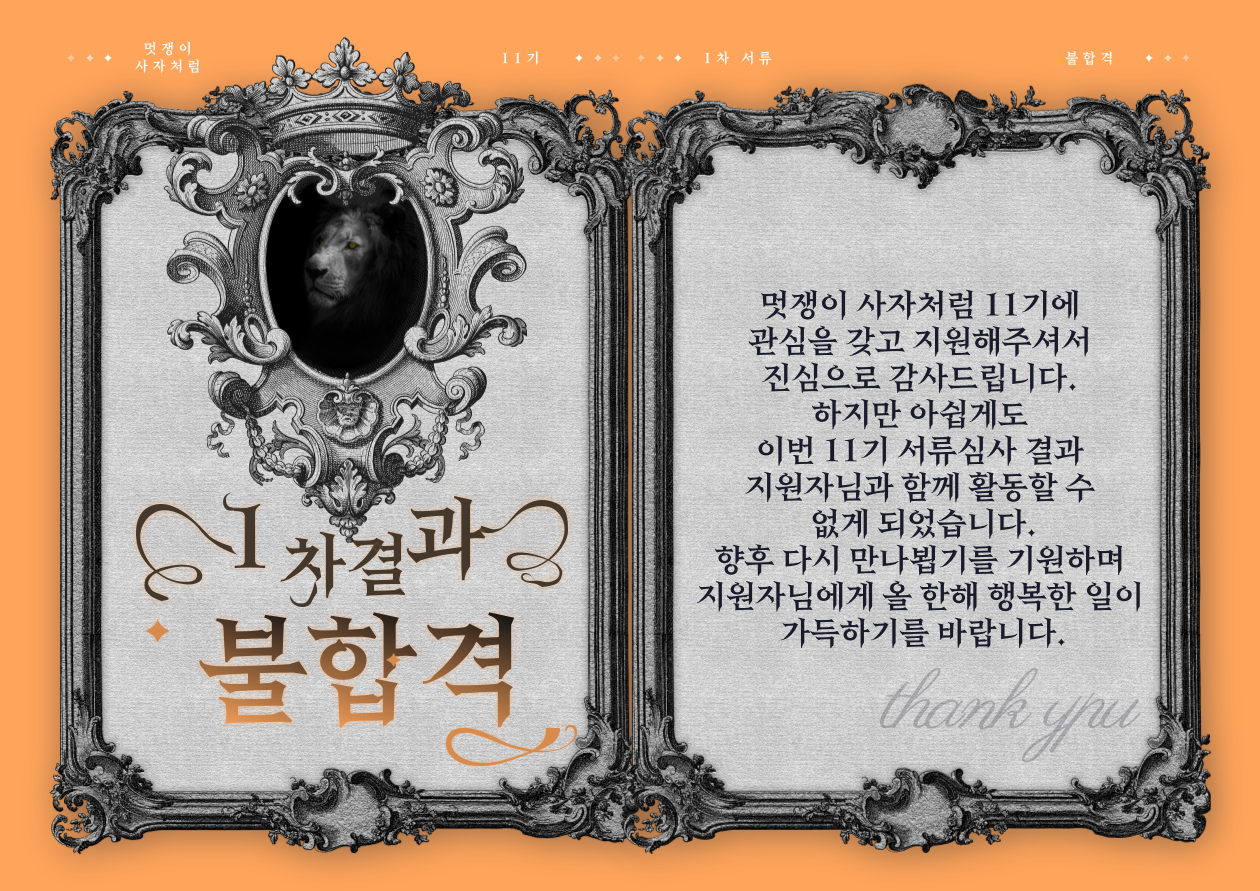 멋쟁이
사자처럼
11기
1차 서류
불합격
1차결과
불합격
멋쟁이 사자처럼 11기에
관심을 갖고 지원해주셔서
진심으로 감사드립니다.
하지만 아쉽게도
이번 11기 서류심사 결과
지원자님과 함께 활동할 수
없게 되었습니다.
향후 다시 만나뵙기를 기원하며
지원자님에게 올 한해 행복한 일이
가득하기를 바랍니다.
thank ypu